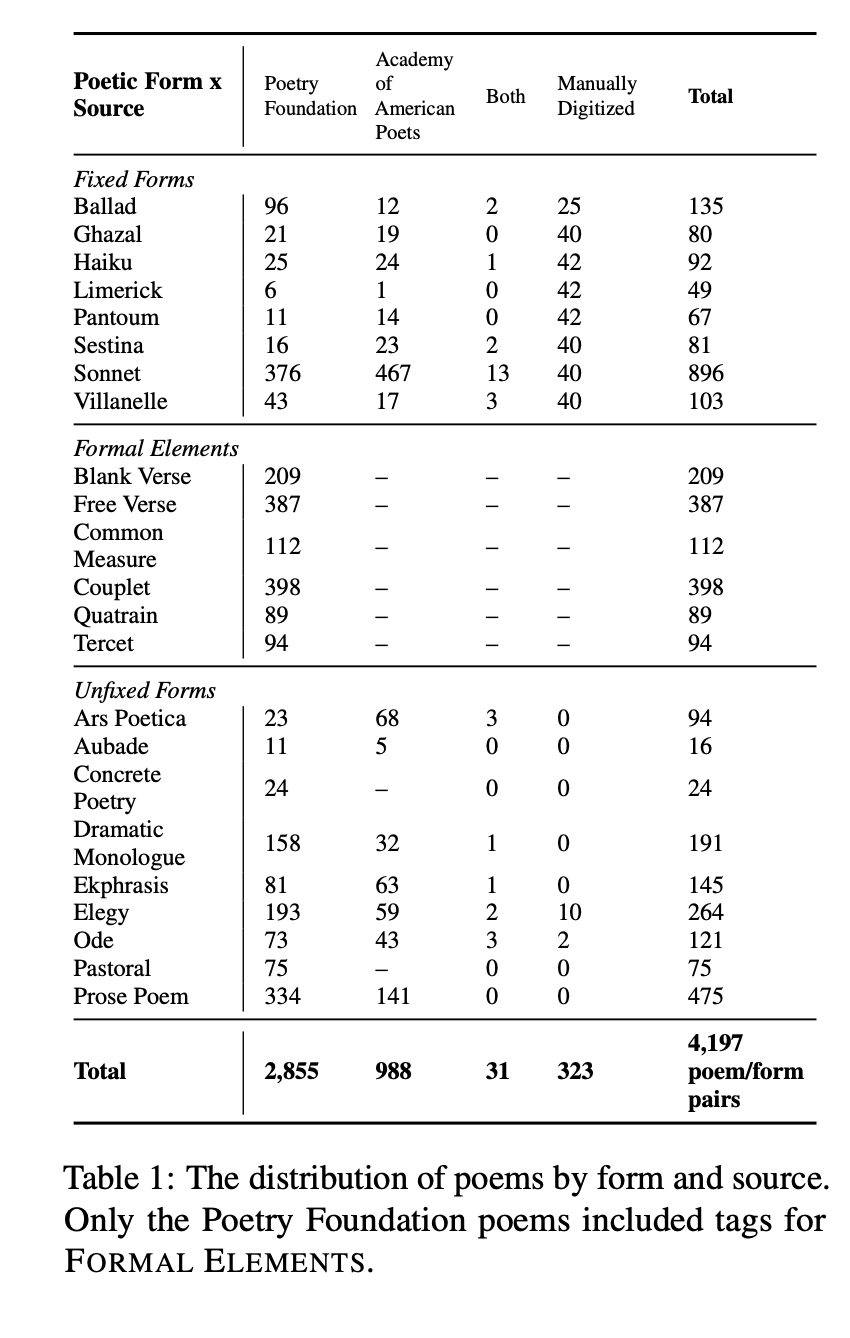 Poetic Form x Source | Poetry Foundation | Academy of American Poets | Both | Manually Digitized | Total
Fixed Forms
Ballad 96 12 2 25 135
Ghazal 21 19 0 40 80
Haiku 25 24 1 42 92
Limerick 6 1 0 42 49
Pantoum 11 14 0 42 67
Sestina 16 23 2 40 81
Sonnet 376 467 13 40 896
Villanelle 43 17 3 40 103
Formal Elements
Blank Verse 209 – – – 209
Free Verse 387 – – – 387
Common Measure 112 – – – 112
Couplet 398 – – – 398
Quatrain 89 – – – 89
Tercet 94 – – – 94
Unfixed Forms
Ars Poetica 23 68 3 0 94
Aubade 11 5 0 0 16
Concrete Poetry 24 – 0 0 24
Dramatic Monologue 158 32 1 0 191
Ekphrasis 81 63 1 0 145
Elegy 193 59 2 10 264
Ode 73 43 3 2 121
Pastoral 75 – 0 0 75
Prose Poem 334 141 0 0 475
Total 2,855 988 31 323 4,197 poem/form pairs
Table 1: The distribution of poems by form and source.
Only the Poetry Foundation poems included tags for
FORMAL ELEMENTS.